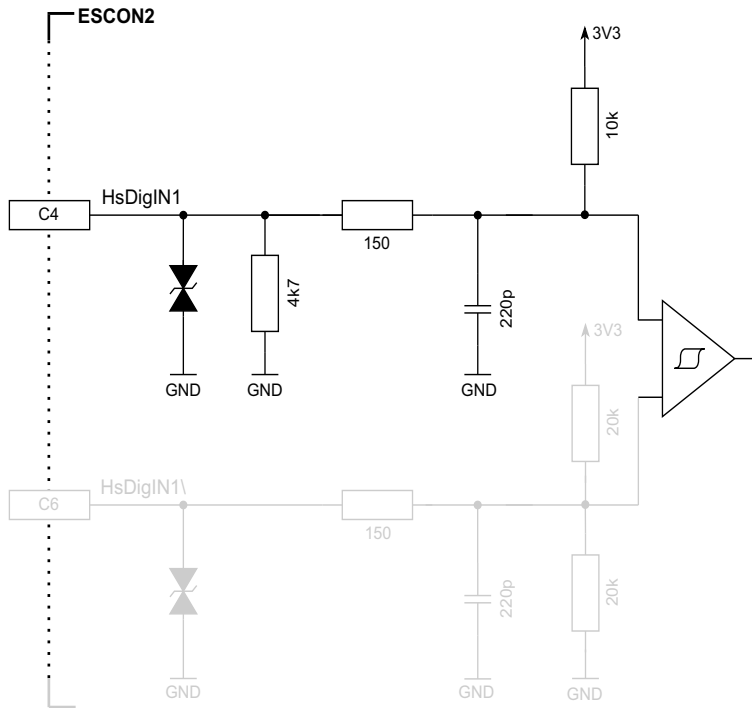 ESCON2
3V3
10k
HsDigIN1
C4
150
4k7
220p
GND
GND
GND
3V3
20k
HsDigIN1\
C6
150
220p
20k
GND
GND
GND